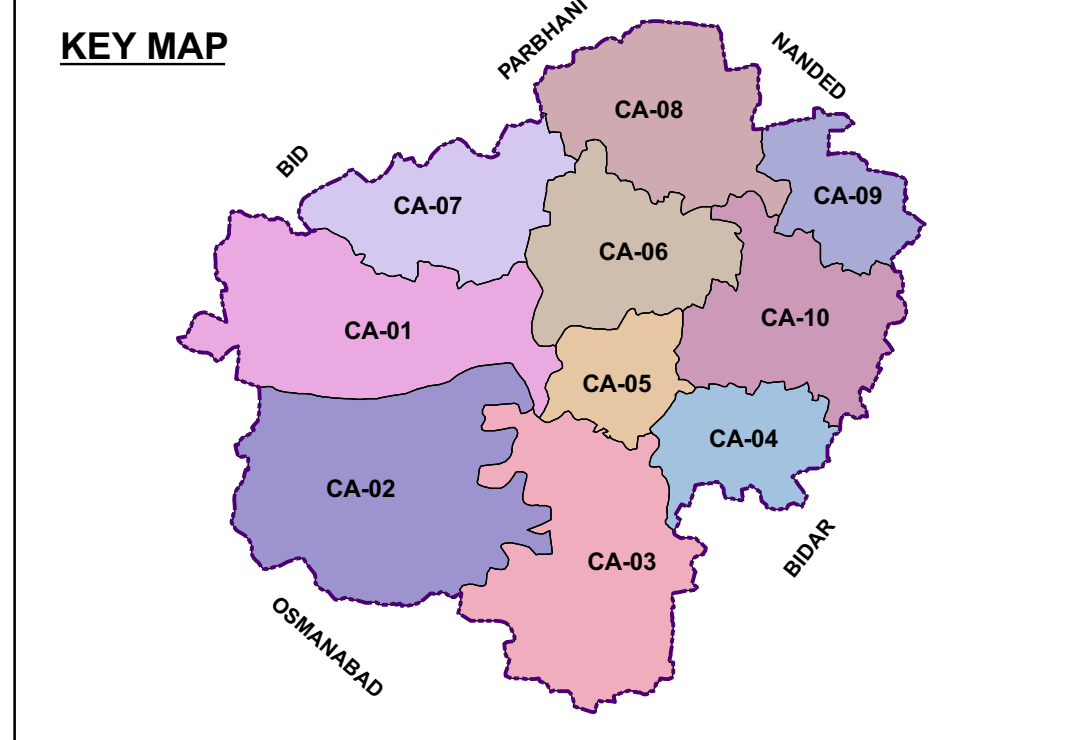 KEY MAP
PARBHANI
NANDED
CA-08
BID
CA-07
CA-09
CA-06
CA-01
CA-10
CA-05
CA-04
CA-02
CA-03
BIDAR
OSMANABAD